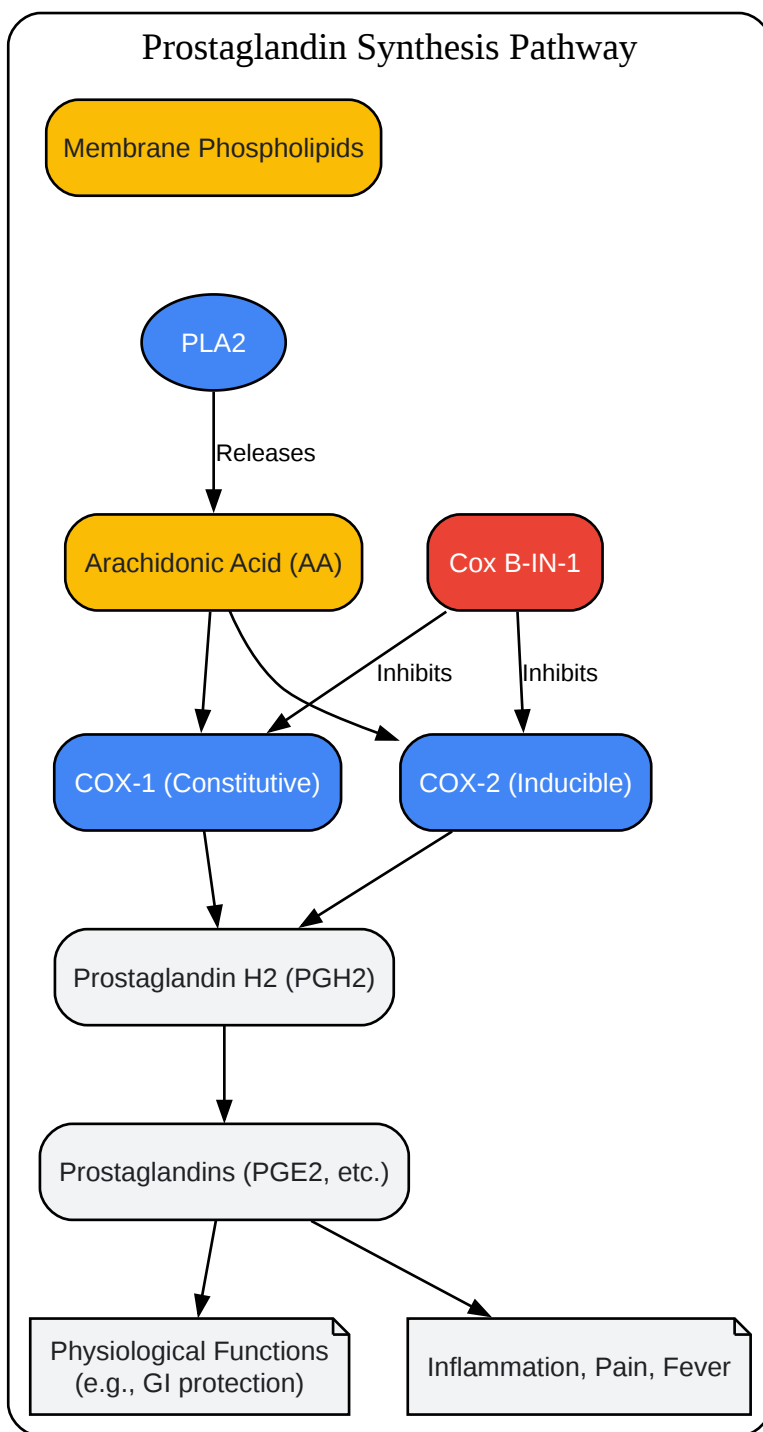 Prostaglandin Synthesis Pathway
Membrane Phospholipids
PLA2
Releases
Arachidonic Acid (AA)
Cox B-IN-1
Inhibits
Inhibits
COX-1 (Constitutive)
COX-2 (Inducible)
Prostaglandin H2 (PGH2)
Prostaglandins (PGE2, etc.)
Physiological Functions
(e.g., GI protection)
Inflammation, Pain, Fever